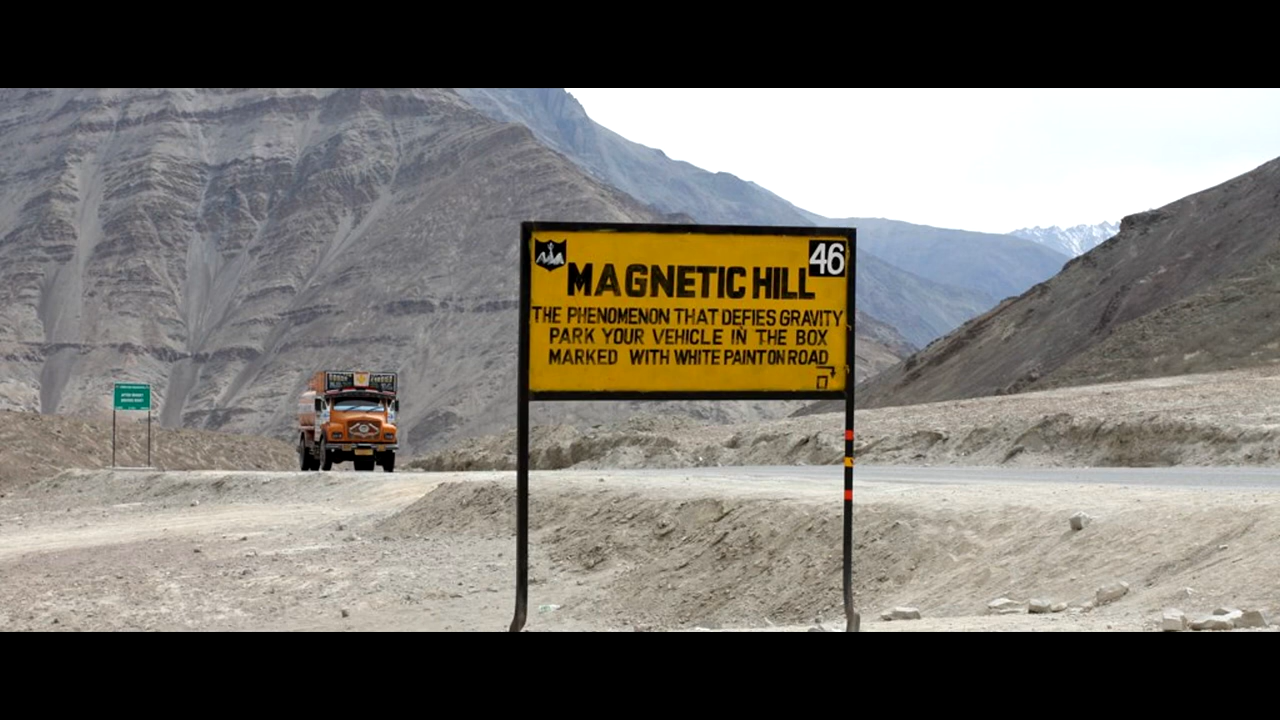 46
MAGNETIC HILL
THE PHENOMENON THAT DEFIES GRAVITY
PARK YOUR VEHICLE IN THE BOX
MARKED WITH WHITE PAINT ON ROAD